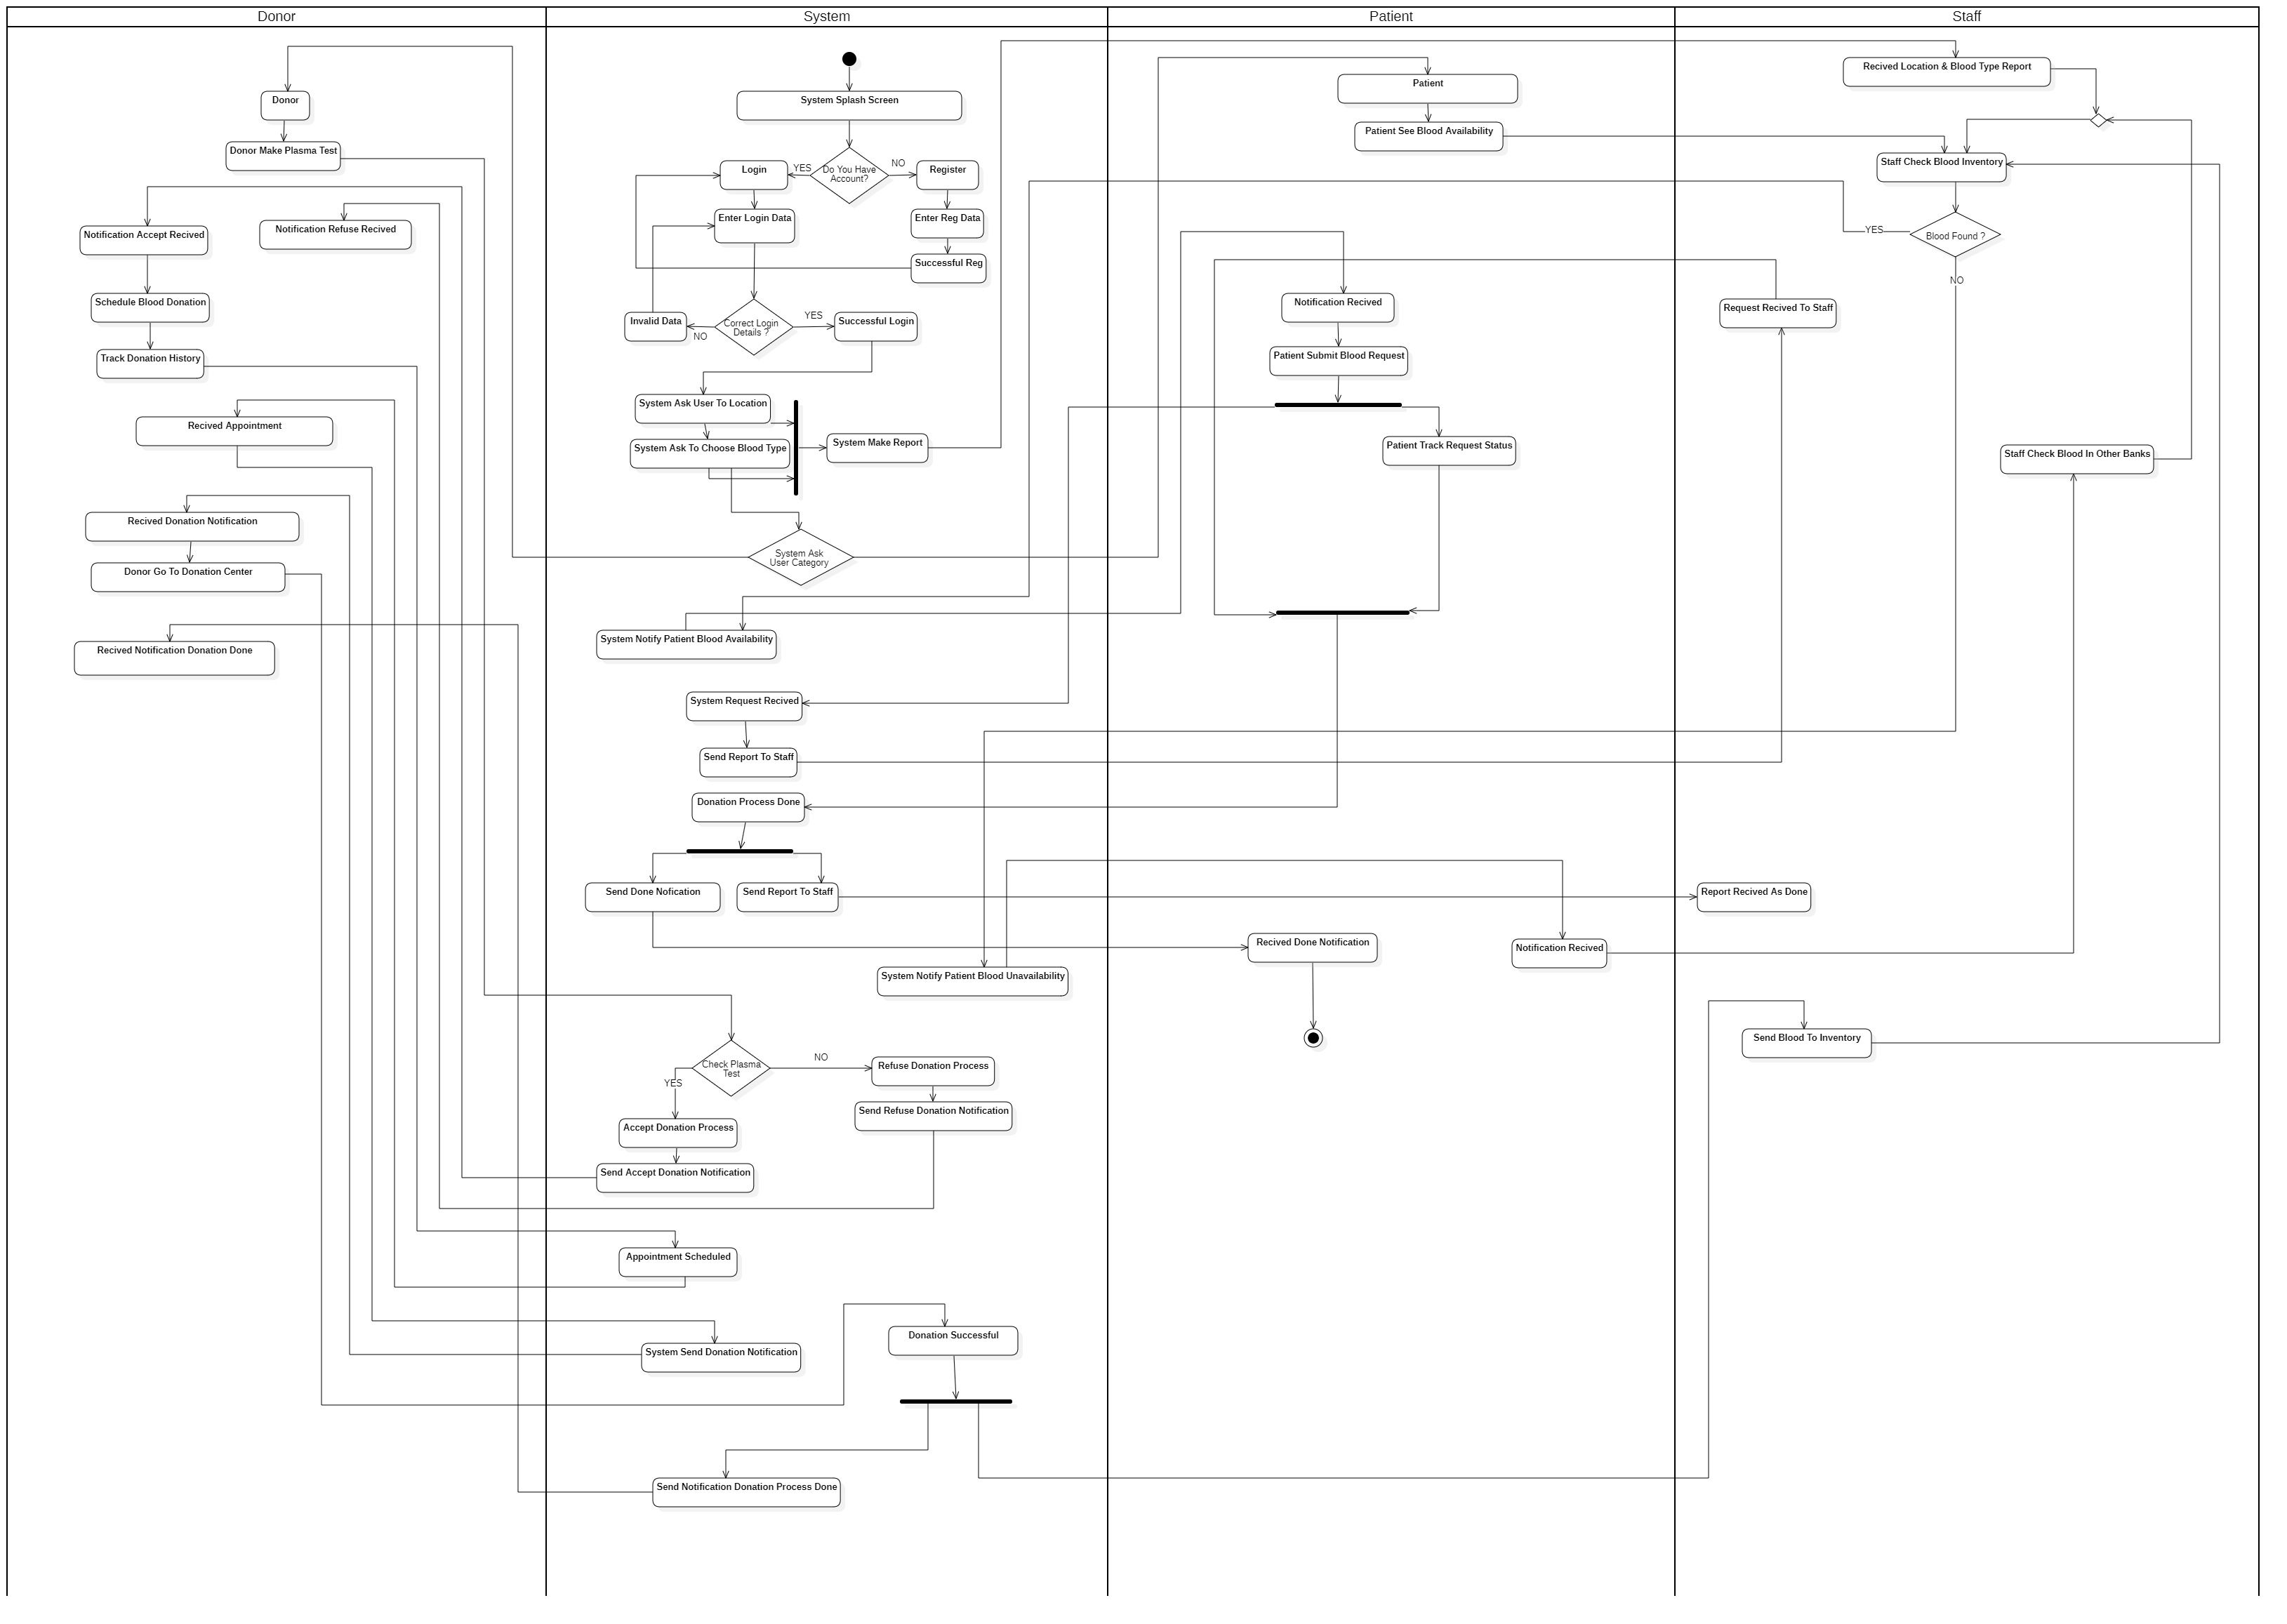 Donor
System
Patient
Staff
Donor
Donor Make Plasma Test
Notification Accept Recived
Notification Refuse Recived
Schedule Blood Donation
Track Donation History
Recived Appointment
Recived Donation Notification
Donor Go To Donation Center
Recived Notification Donation Done
System Splash Screen
Do You Have
Account?
YES
NO
Login
Register
Enter Login Data
Enter Reg Data
Successful Reg
Correct Login
Details ?
NO
YES
Invalid Data
Successful Login
System Ask User To Location
System Ask To Choose Blood Type
System Make Report
System Ask
User Category
System Notify Patient Blood Availability
System Request Recived
Send Report To Staff
Donation Process Done
Send Done Nofication
Send Report To Staff
System Notify Patient Blood Unavailability
Check Plasma
Test
YES
NO
Refuse Donation Process
Send Refuse Donation Notification
Accept Donation Process
Send Accept Donation Notification
Appointment Scheduled
System Send Donation Notification
Donation Successful
Send Notification Donation Process Done
Patient
Patient See Blood Availability
Notification Recived
Patient Submit Blood Request
Patient Track Request Status
Recived Done Notification
Notification Recived
Recived Location & Blood Type Report
Staff Check Blood Inventory
Blood Found ?
YES
NO
Request Recived To Staff
Staff Check Blood In Other Banks
Report Recived As Done
Send Blood To Inventory